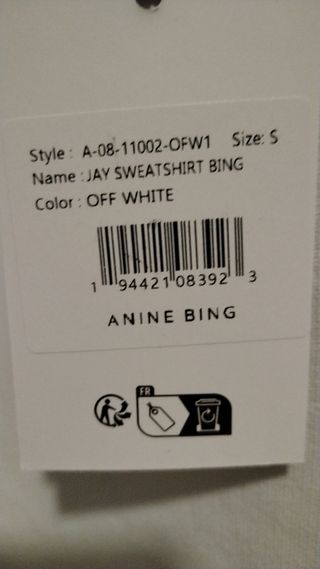 Style : A-08-11002-OFW1 Size: S
Name : JAY SWEATSHIRT BING
Color : OFF WHITE
1 94421 08392 3
ANINE BING
FR